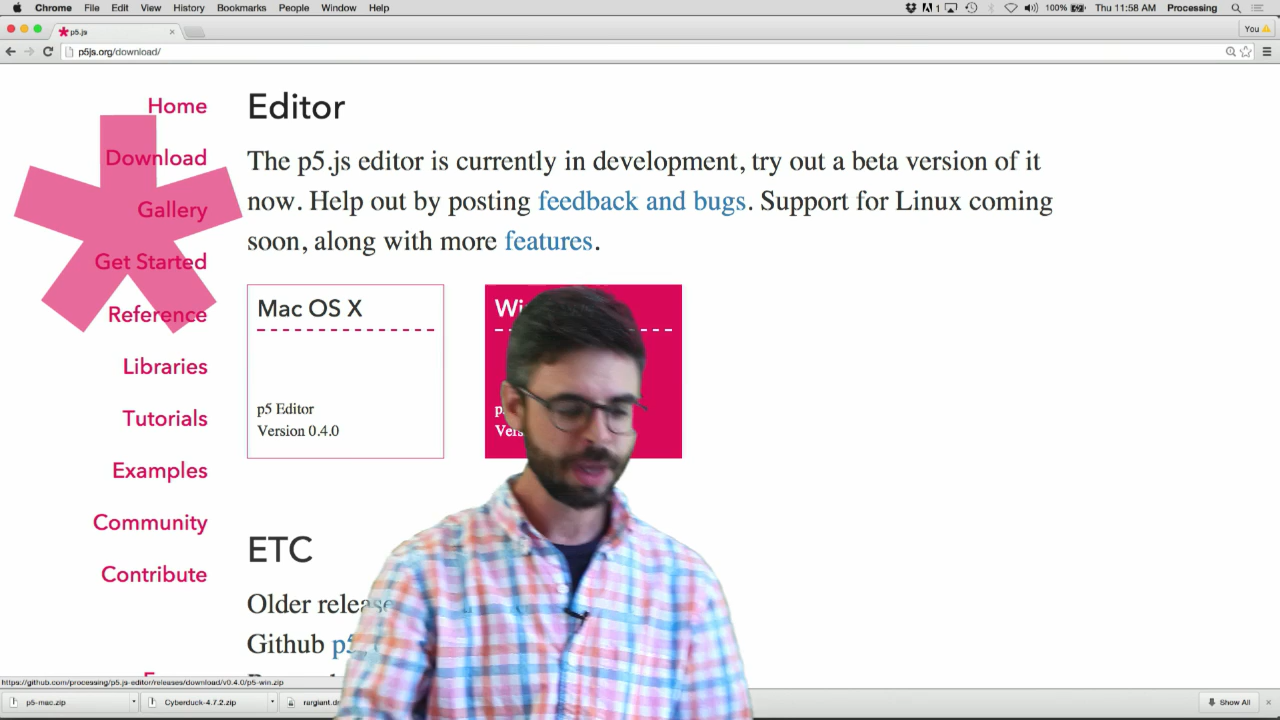 Chrome File Edit View History Bookmarks People Window Help
1 100% Thu 11:58 AM Processing
p5.js
You
p5js.org/download/
Home
Download
Gallery
Get Started
Reference
Libraries
Tutorials
Examples
Community
Contribute
Editor
The p5.js editor is currently in development, try out a beta version of it
now. Help out by posting feedback and bugs. Support for Linux coming
soon, along with more features.
Mac OS X
p5 Editor
Version 0.4.0
ETC
Older
Github
https://github.com/processing/p5.js-editor/releases/download/v0.4.0/p5-win.zip
p5-mac.zip
Cyberduck-4.7.2.zip
Show All